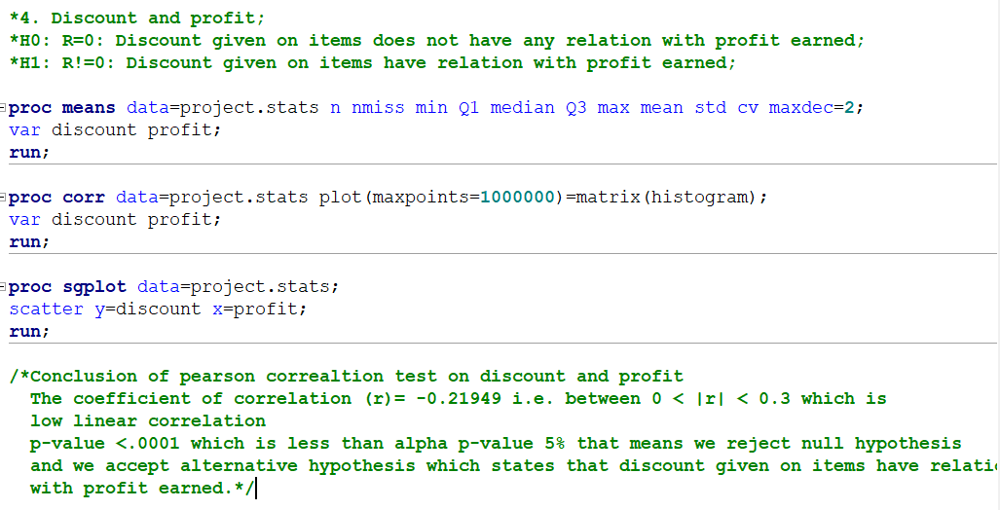 *4. Discount and profit;
*H0: R=0: Discount given on items does not have any relation with profit earned;
*H1: R!=0: Discount given on items have relation with profit earned;
proc means data=project.stats n nmiss min Q1 median Q3 max mean std cv maxdec=2;
var discount profit;
run;
proc corr data=project.stats plot(maxpoints=1000000)=matrix(histogram);
var discount profit;
run;
proc sgplot data=project.stats;
scatter y=discount x=profit;
run;
/*Conclusion of pearson correaltion test on discount and profit
The coefficient of correlation (r)= -0.21949 i.e. between 0 < |r| < 0.3 which is
low linear correlation
p-value <.0001 which is less than alpha p-value 5% that means we reject null hypothesis
and we accept alternative hypothesis which states that discount given on items have
with profit earned.*/